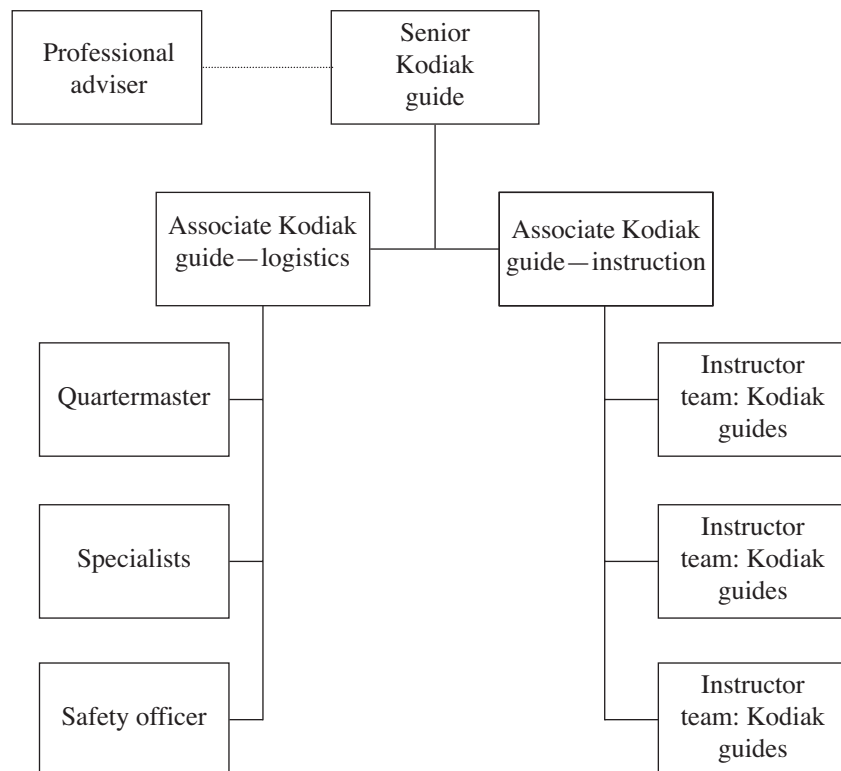 Professional
adviser
Senior
Kodiak
guide
Associate Kodiak
guide—logistics
Associate Kodiak
guide—instruction
Quartermaster
Instructor
team: Kodiak
guides
Specialists
Instructor
team: Kodiak
guides
Safety officer
Instructor
team: Kodiak
guides